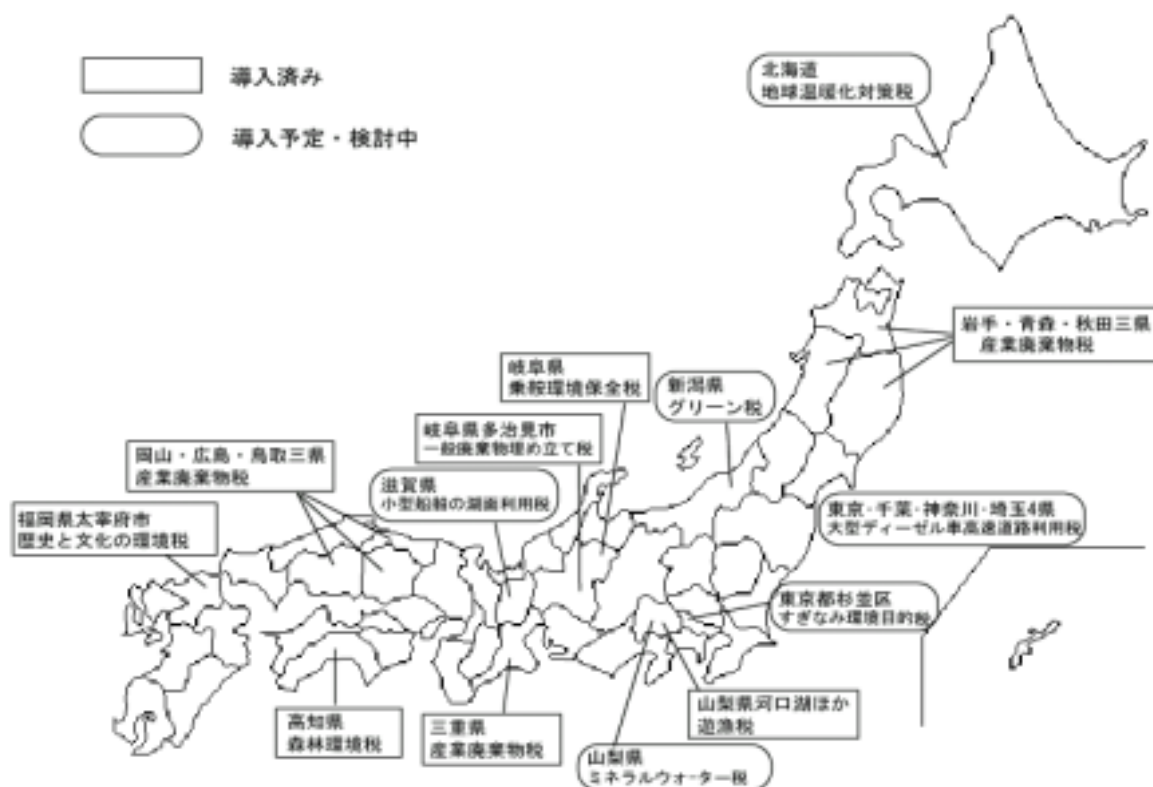 導入済み
導入予定・検討中
北海道
地球温暖化対策税
岩手・青森・秋田三県
産業廃棄物税
岐阜県
乗鞍環境保全税
新潟県
グリーン税
岐阜県多治見市
一般廃棄物埋め立て税
岡山・広島・鳥取三県
産業廃棄物税
滋賀県
小型船舶の湖面利用税
福岡県太宰府市
歴史と文化の環境税
東京・千葉・神奈川・埼玉4県
大型ディーゼル車高速道路利用税
東京都杉並区
すぎなみ環境目的税
山梨県河口湖ほか
遊漁税
高知県
森林環境税
三重県
産業廃棄物税
山梨県
ミネラルウォーター税